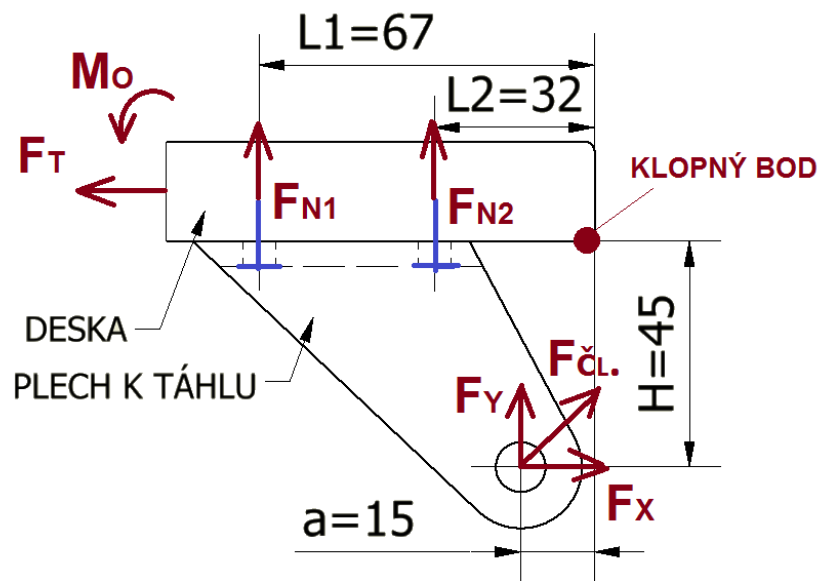 L1=67
MO
L2=32
FT
KLOPNÝ BOD
FN1
FN2
DESKA
PLECH K TÁHLU
FČL.
H=45
FY
FX
a=15